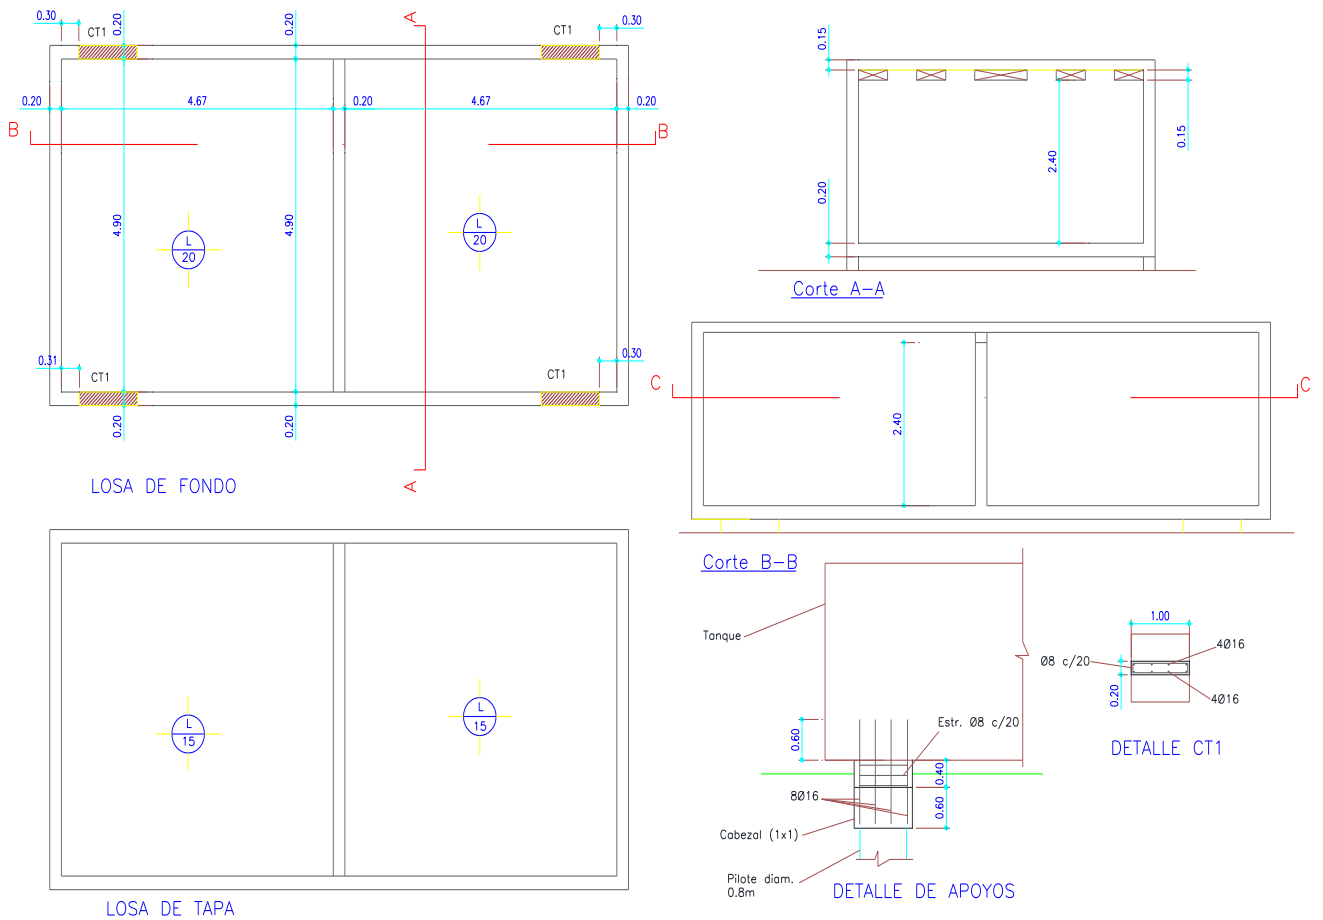 0.30
CT1
0.20
0.20
A
CT1
0.30
0.20
4.67
0.20
4.67
0.20
B
B
4.90
4.90
L
20
L
20
0.31
CT1
CT1
0.30
0.20
0.20
A
LOSA DE FONDO
L
15
L
15
LOSA DE TAPA
0.15
0.15
2.40
0.20
Corte A-A
C
C
2.40
Corte B-B
Tanque
0.60
Estr. Ø8 c/20
8Ø16
0.40
0.60
Cabezal (1x1)
Pilote diam.
0.8m
DETALLE DE APOYOS
1.00
Ø8 c/20
4Ø16
0.20
4Ø16
DETALLE CT1